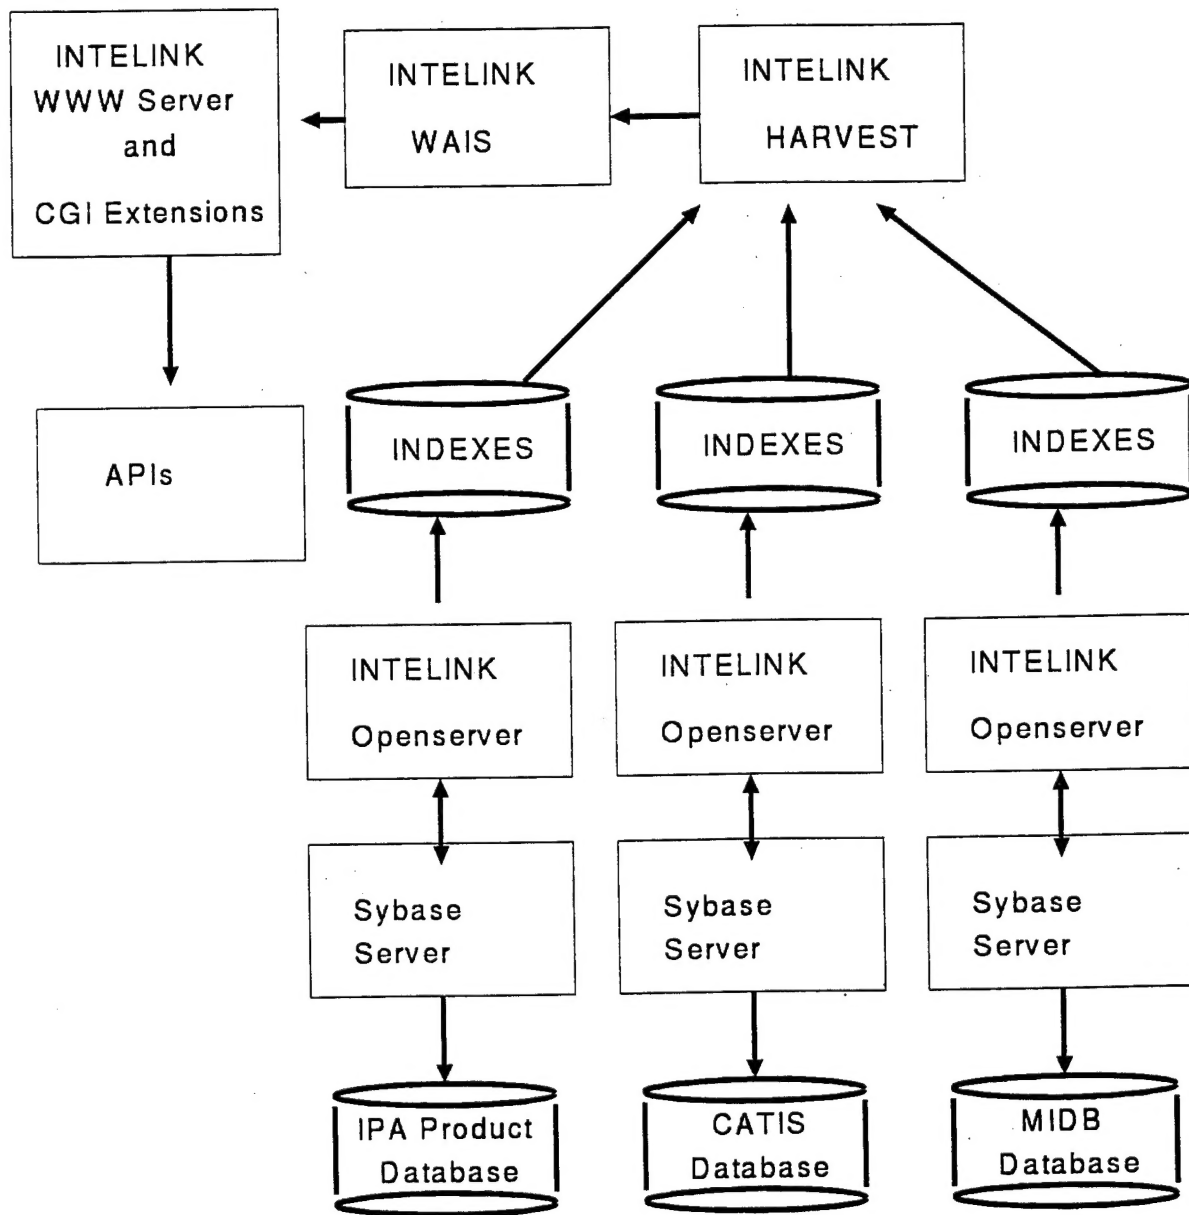 INTELINK
WWW Server
and
CGI Extensions
INTELINK
WAIS
INTELINK
HARVEST
APIs
INDEXES
INDEXES
INDEXES
INTELINK
Openserver
INTELINK
Openserver
INTELINK
Openserver
Sybase
Server
Sybase
Server
Sybase
Server
IPA Product
Database
CATIS
Database
MIDB
Database